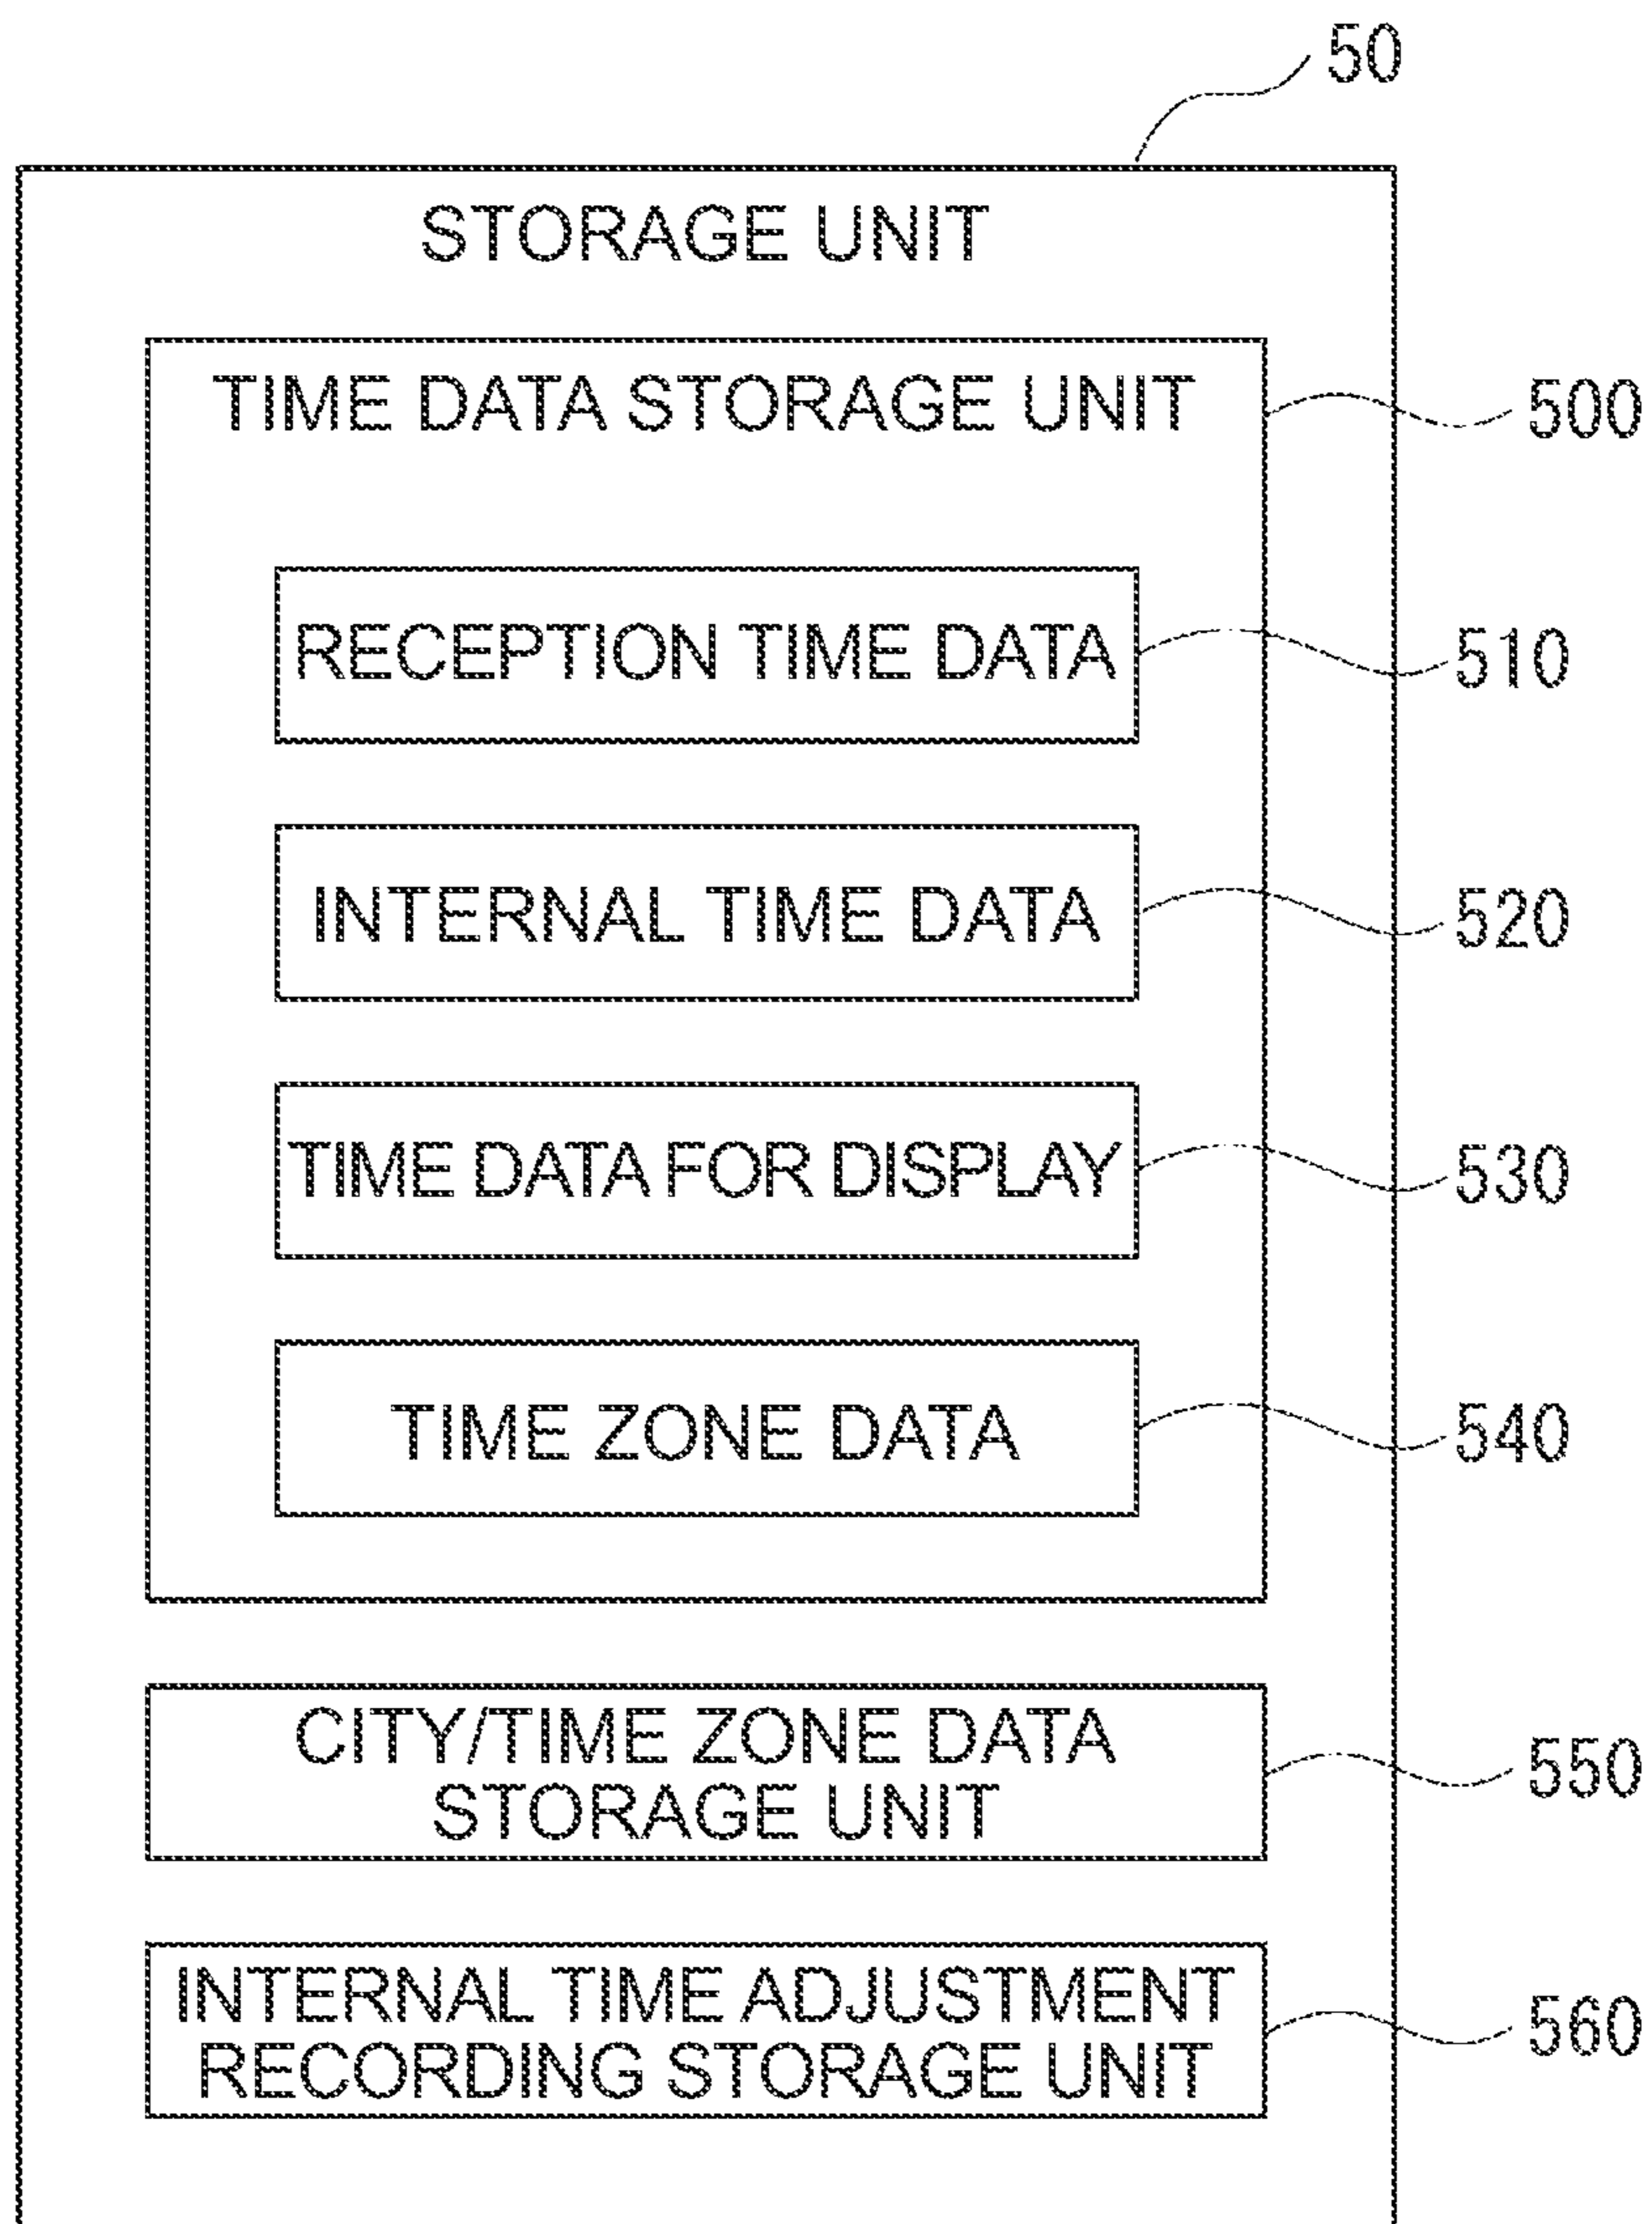 50
STORAGE UNIT
TIME DATA STORAGE UNIT
500
RECEPTION TIME DATA
510
INTERNAL TIME DATA
520
TIME DATA FOR DISPLAY
530
TIME ZONE DATA
540
CITY/TIME ZONE DATA
STORAGE UNIT
550
INTERNAL TIME ADJUSTMENT
RECORDING STORAGE UNIT
560